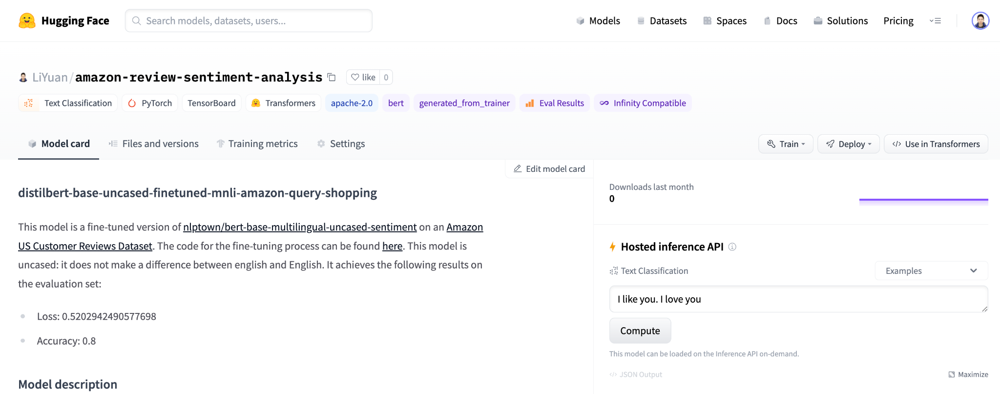 Hugging Face
Search models, datasets, users...
Models
Datasets
Spaces
Docs
Solutions
Pricing
LiYuan/amazon-review-sentiment-analysis
like 0
Text Classification
PyTorch
TensorBoard
Transformers
apache-2.0
bert
generated_from_trainer
Eval Results
Infinity Compatible
Model card
Files and versions
Training metrics
Settings
Train
Deploy
</> Use in Transformers
Edit model card
distilbert-base-uncased-finetuned-mnli-amazon-query-shopping
This model is a fine-tuned version of nlptown/bert-base-multilingual-uncased-sentiment on an Amazon
US Customer Reviews Dataset. The code for the fine-tuning process can be found here. This model is
uncased: it does not make a difference between english and English. It achieves the following results on
the evaluation set:
Loss: 0.5202942490577698
Accuracy: 0.8
Model description
Downloads last month
0
Hosted inference API
Text Classification
Examples
I like you. I love you
Compute
This model can be loaded on the Inference API on-demand.
</> JSON Output
Maximize